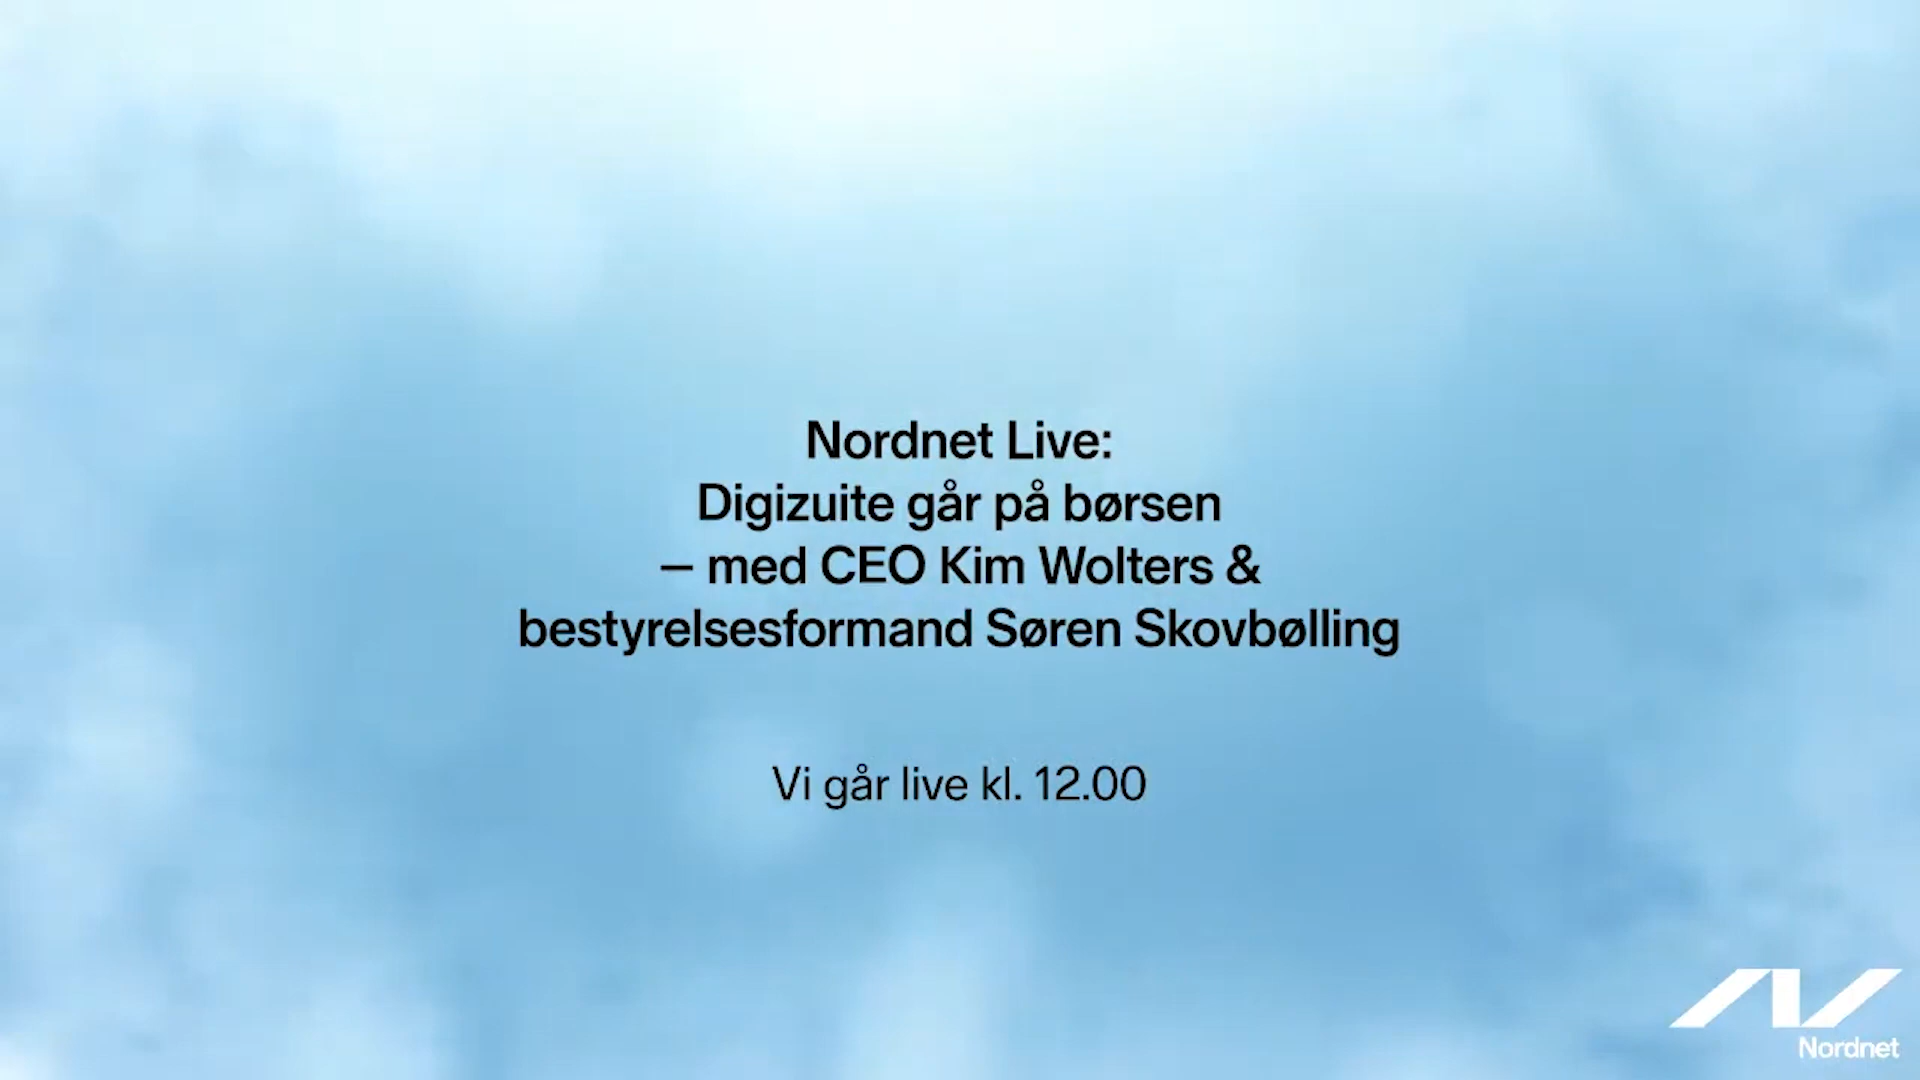 Nordnet Live:
Digizuite går på børsen
– med CEO Kim Wolters &
bestyrelsesformand Søren Skovbølling
Vi går live kl. 12.00
Nordnet